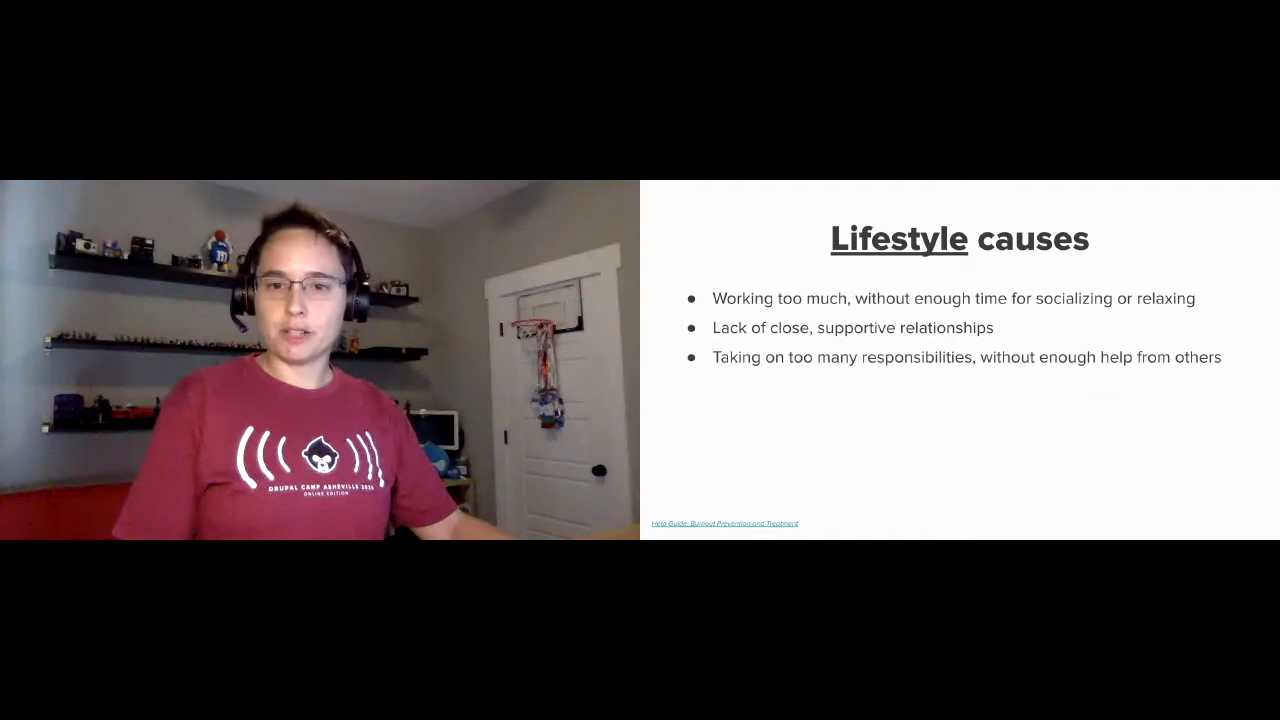 Lifestyle causes
● Working too much, without enough time for socializing or relaxing
● Lack of close, supportive relationships
● Taking on too many responsibilities, without enough help from others
Help Guide: Burnout Prevention and Treatment
DRUPAL CAMP ASHEVILLE 2020
ONLINE EDITION